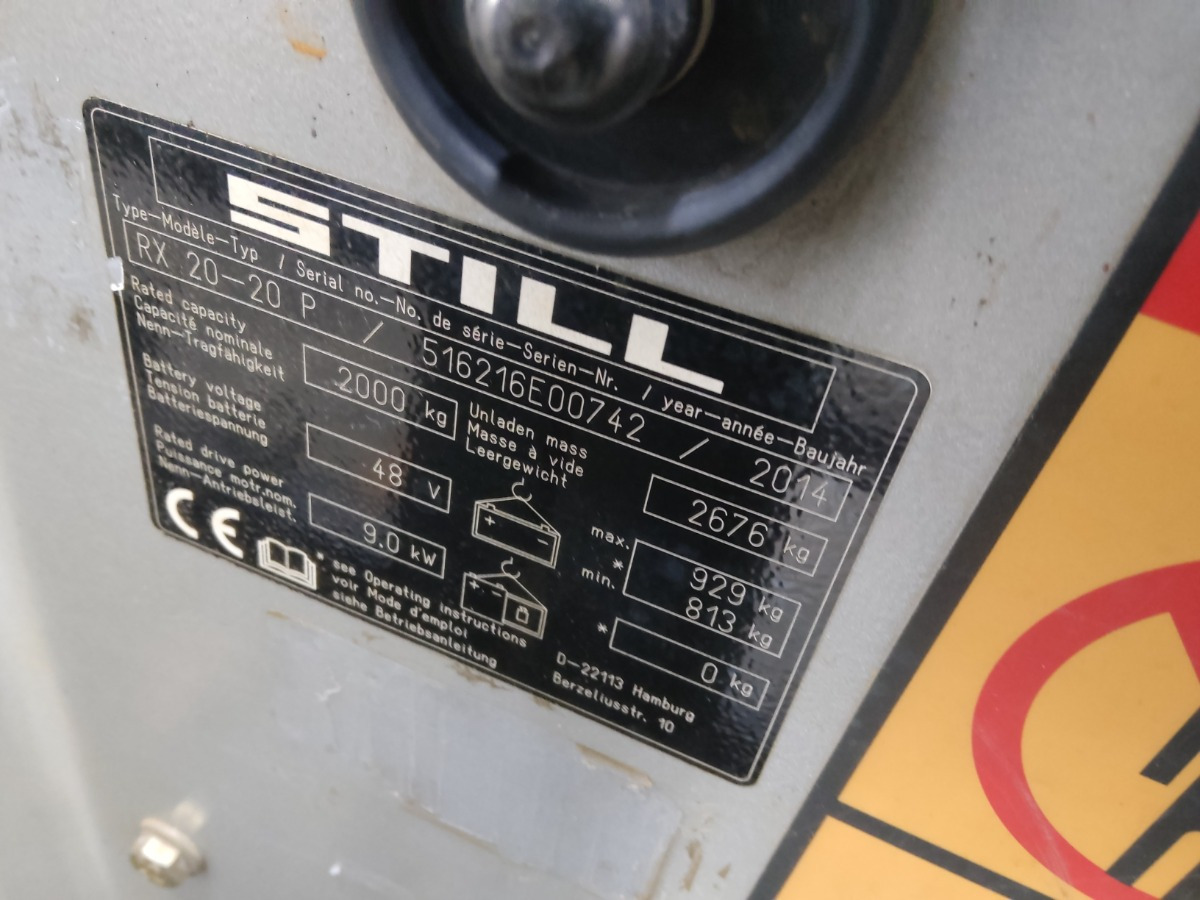 STILL
Type–Modèle–Typ / Serial no.–No. de série–Serien–Nr. / year–année–Baujahr
RX 20–20 P / 516216E00742 / 2014
Rated capacity
Capacité nominale
Nenn–Tragfähigkeit
2000 kg
Unladen mass
Masse à vide
Leergewicht
2676 kg
Battery voltage
Tension batterie
Batteriespannung
48 V
max. 929 kg
*
min. 813 kg
Rated drive power
Puissance motr.nom.
Nenn–Antriebsleist.
9.0 kW
* 0 kg
CE
* see Operating instructions
voir Mode d'emploi
siehe Betriebsanleitung
D–22113 Hamburg
Berzeliusstr. 10